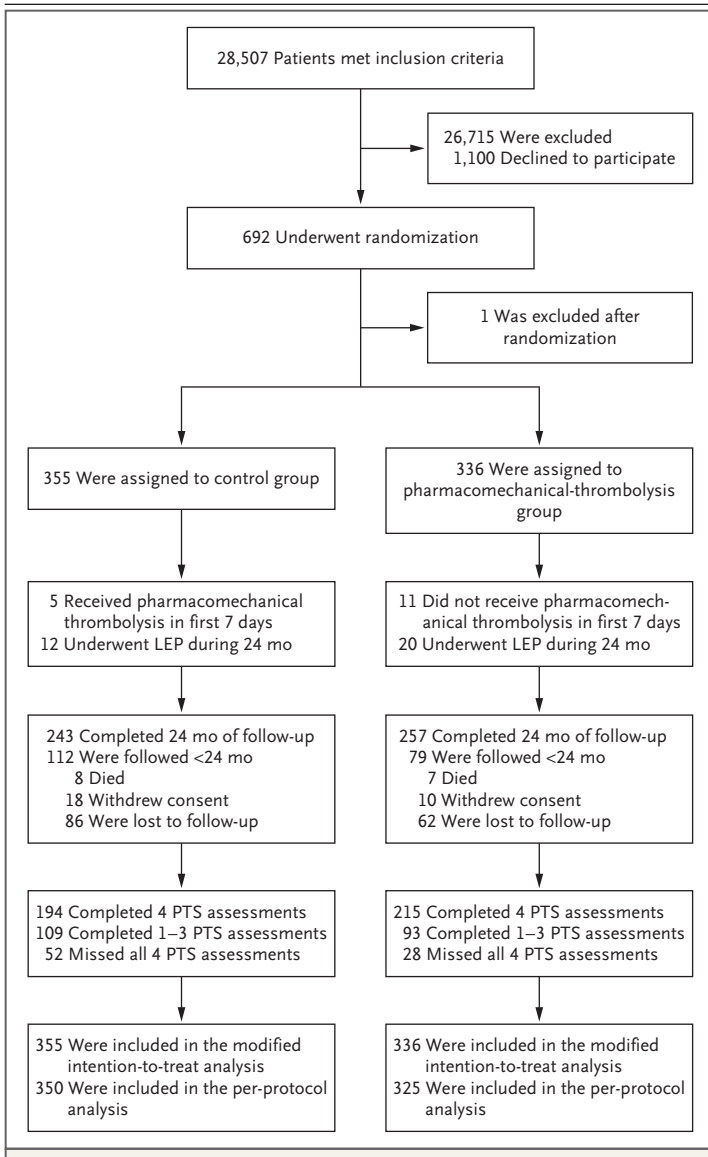 28,507 Patients met inclusion criteria
26,715 Were excluded
1,100 Declined to participate
692 Underwent randomization
1 Was excluded after
randomization
355 Were assigned to control group
336 Were assigned to
pharmacomechanical-thrombolysis
group
5 Received pharmacomechanical
thrombolysis in first 7 days
12 Underwent LEP during 24 mo
11 Did not receive pharmacomech-
anical thrombolysis in first 7 days
20 Underwent LEP during 24 mo
243 Completed 24 mo of follow-up
112 Were followed <24 mo
8 Died
18 Withdrew consent
86 Were lost to follow-up
257 Completed 24 mo of follow-up
79 Were followed <24 mo
7 Died
10 Withdrew consent
62 Were lost to follow-up
194 Completed 4 PTS assessments
109 Completed 1–3 PTS assessments
52 Missed all 4 PTS assessments
215 Completed 4 PTS assessments
93 Completed 1–3 PTS assessments
28 Missed all 4 PTS assessments
355 Were included in the modified
intention-to-treat analysis
350 Were included in the per-protocol
analysis
336 Were included in the modified
intention-to-treat analysis
325 Were included in the per-protocol
analysis